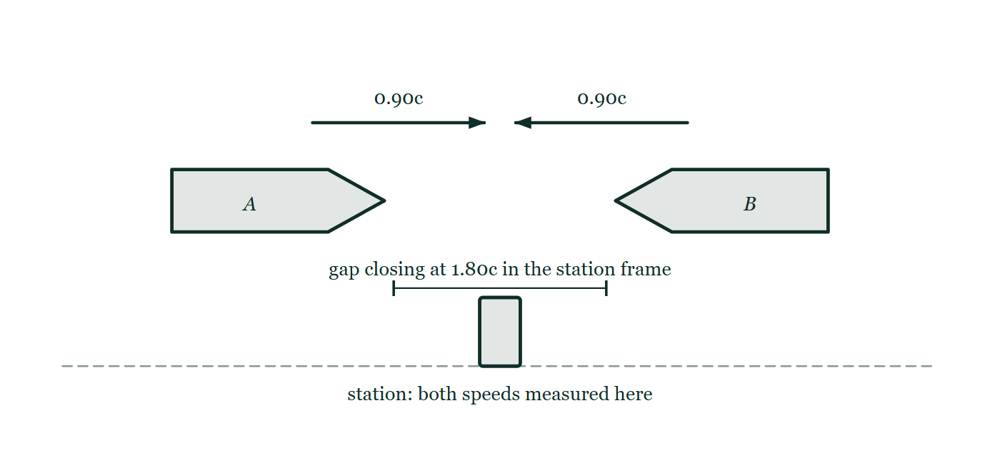 0.90c
0.90c
A
B
gap closing at 1.80c in the station frame
station: both speeds measured here